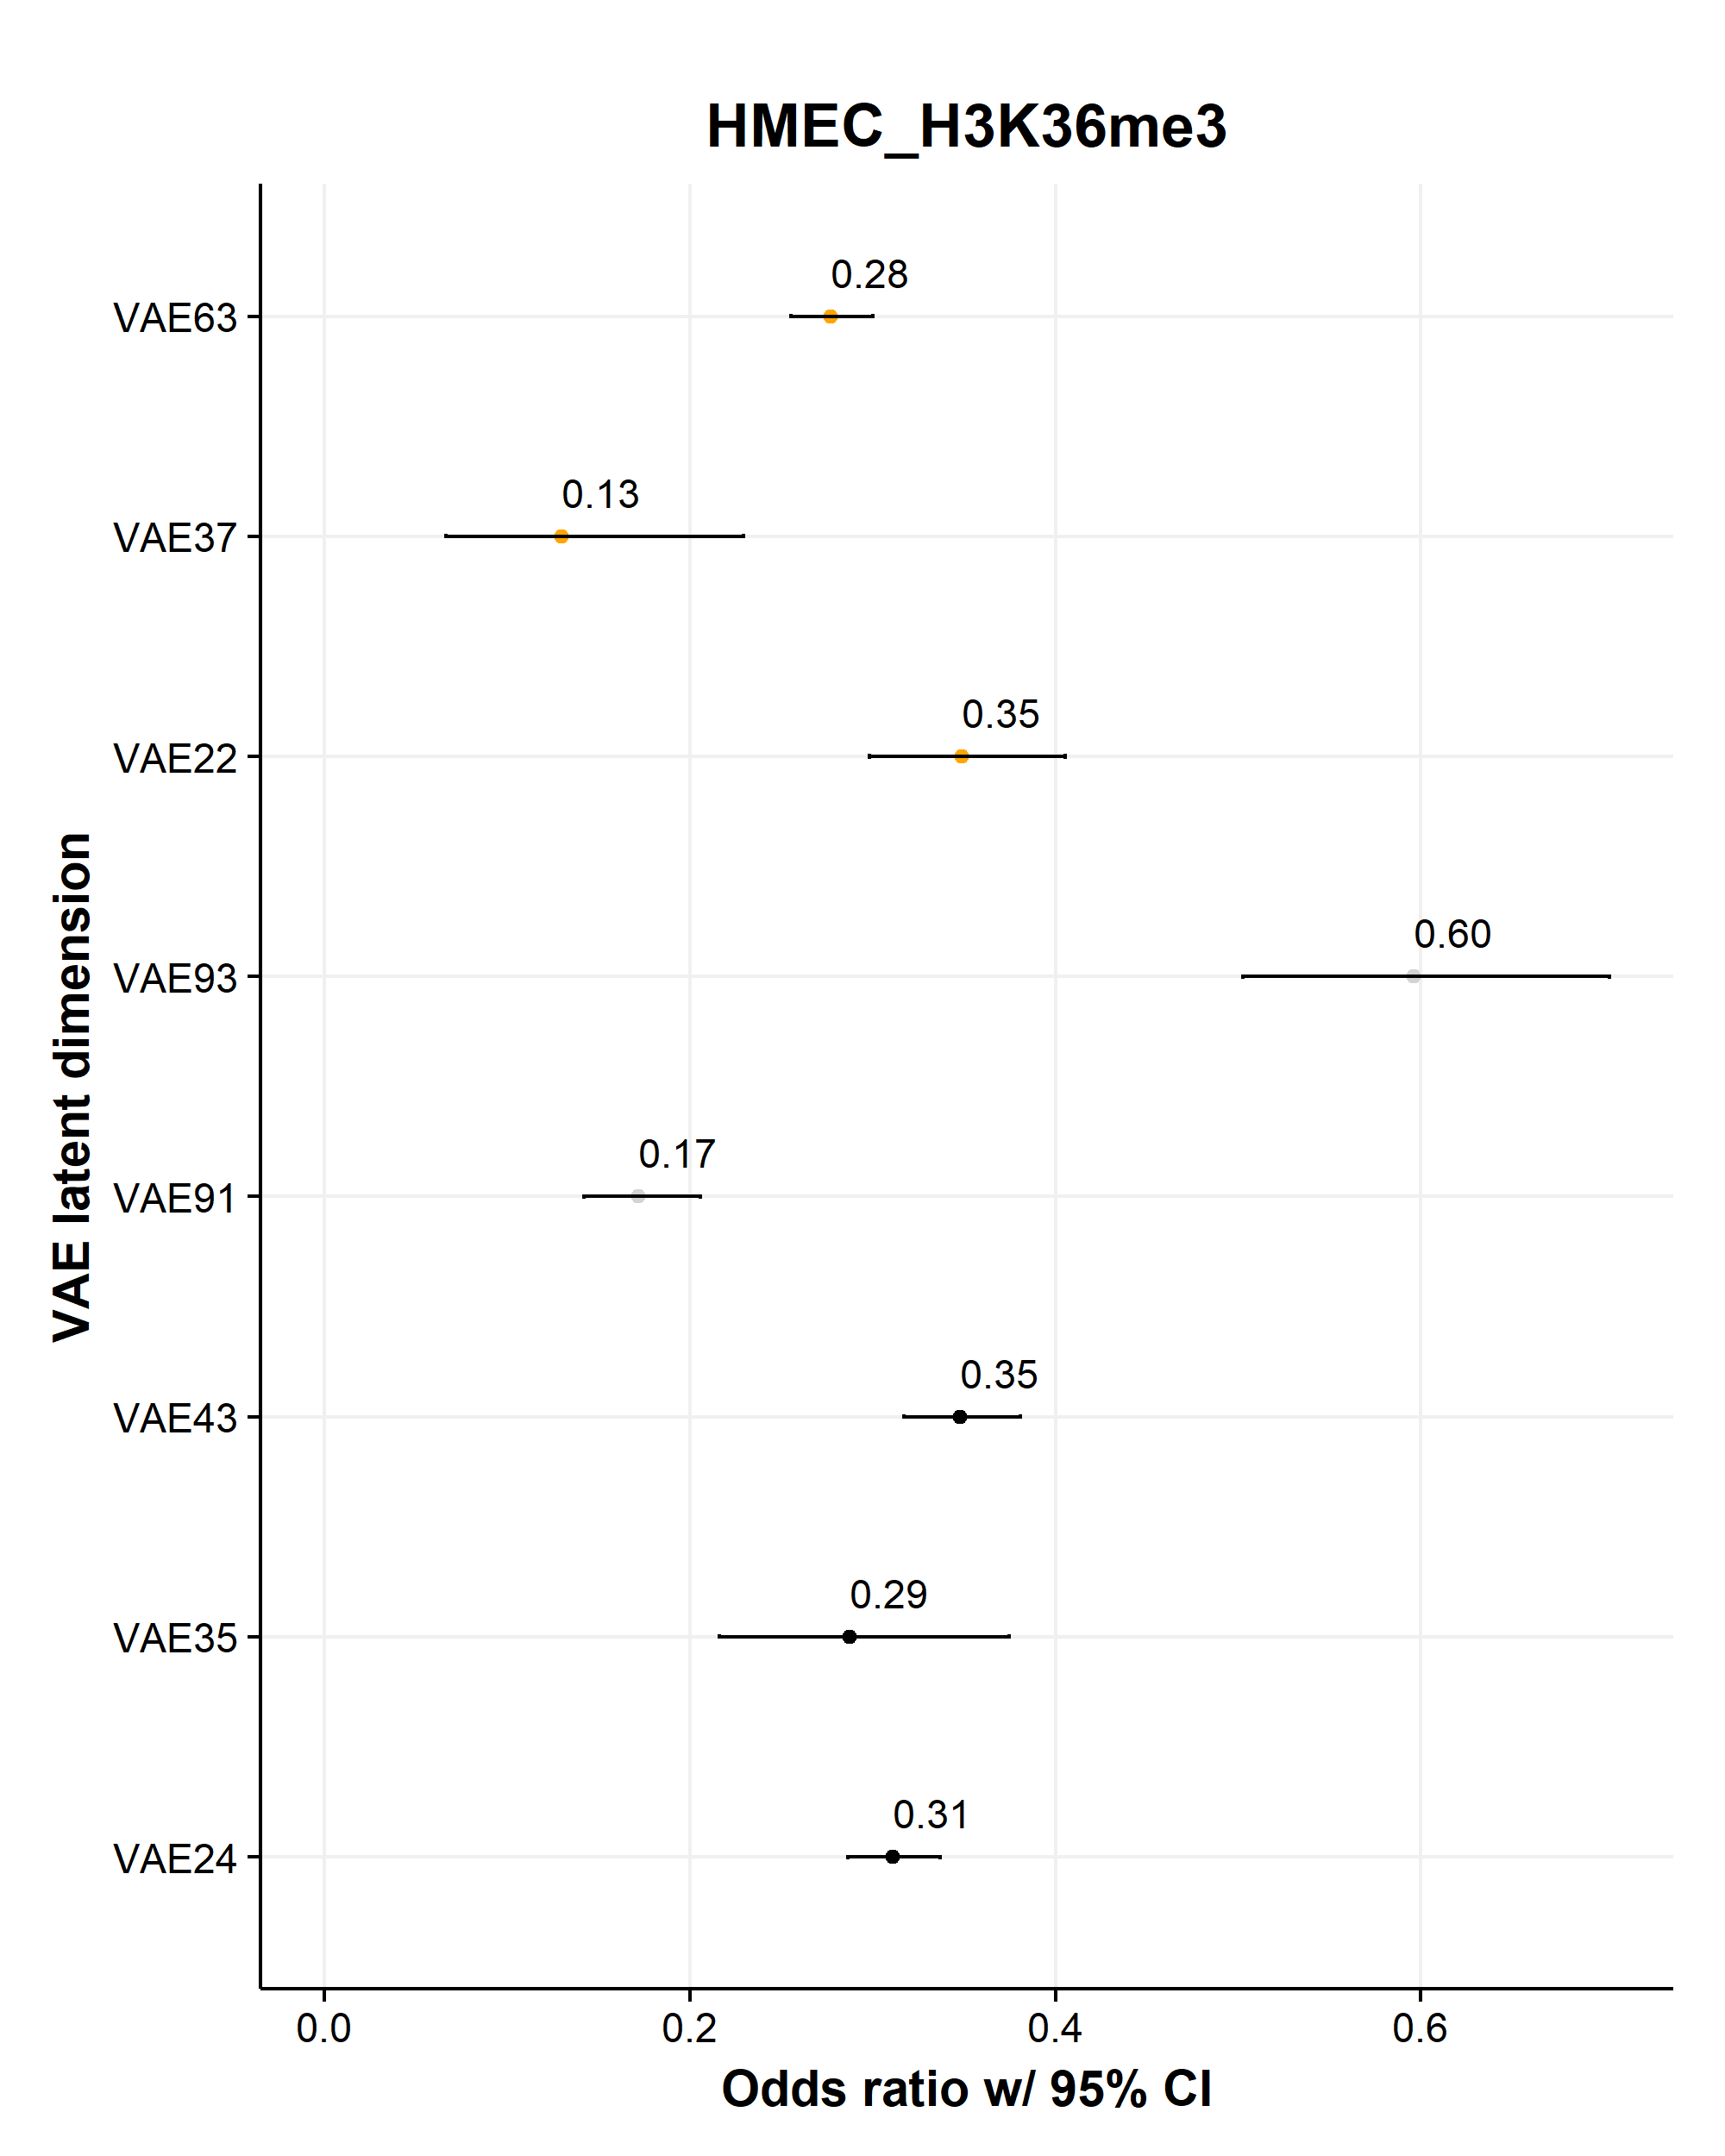 HMEC_H3K36me3
VAE latent dimension
VAE63
0.28
VAE37
0.13
VAE22
0.35
VAE93
0.60
VAE91
0.17
VAE43
0.35
VAE35
0.29
VAE24
0.31
0.0 0.2 0.4 0.6
Odds ratio w/ 95% CI